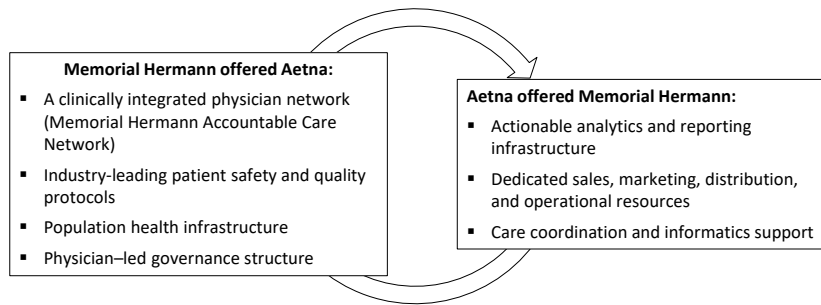 Memorial Hermann offered Aetna:
▪ A clinically integrated physician network
(Memorial Hermann Accountable Care
Network)
▪ Industry-leading patient safety and quality
protocols
▪ Population health infrastructure
▪ Physician–led governance structure
Aetna offered Memorial Hermann:
▪ Actionable analytics and reporting
infrastructure
▪ Dedicated sales, marketing, distribution,
and operational resources
▪ Care coordination and informatics support